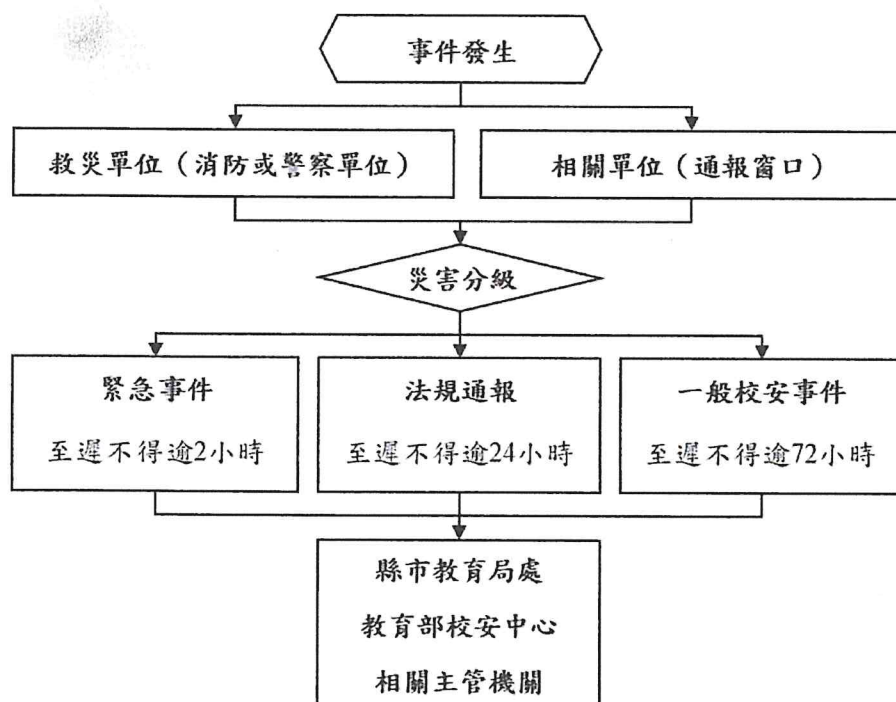 事件發生
救災單位（消防或警察單位）
相關單位（通報窗口）
災害分級
緊急事件
至遲不得逾2小時
法規通報
至遲不得逾24小時
一般校安事件
至遲不得逾72小時
縣市教育局處
教育部校安中心
相關主管機關